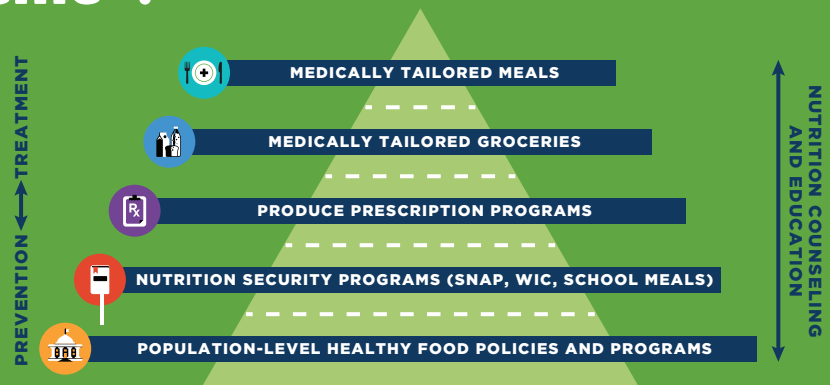 MEDICALLY TAILORED MEALS
MEDICALLY TAILORED GROCERIES
Rx
PRODUCE PRESCRIPTION PROGRAMS
NUTRITION SECURITY PROGRAMS (SNAP, WIC, SCHOOL MEALS)
POPULATION-LEVEL HEALTHY FOOD POLICIES AND PROGRAMS
PREVENTION
TREATMENT
NUTRITION COUNSELING
AND EDUCATION